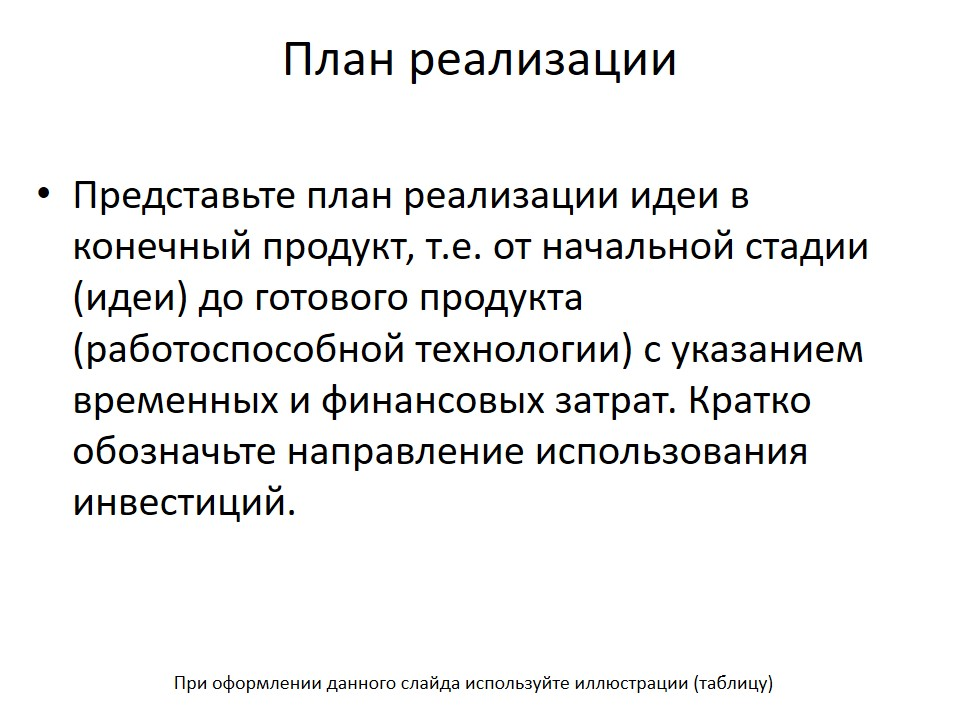 План реализации
• Представьте план реализации идеи в
конечный продукт, т.е. от начальной стадии
(идеи) до готового продукта
(работоспособной технологии) с указанием
временных и финансовых затрат. Кратко
обозначьте направление использования
инвестиций.
При оформлении данного слайда используйте иллюстрации (таблицу)